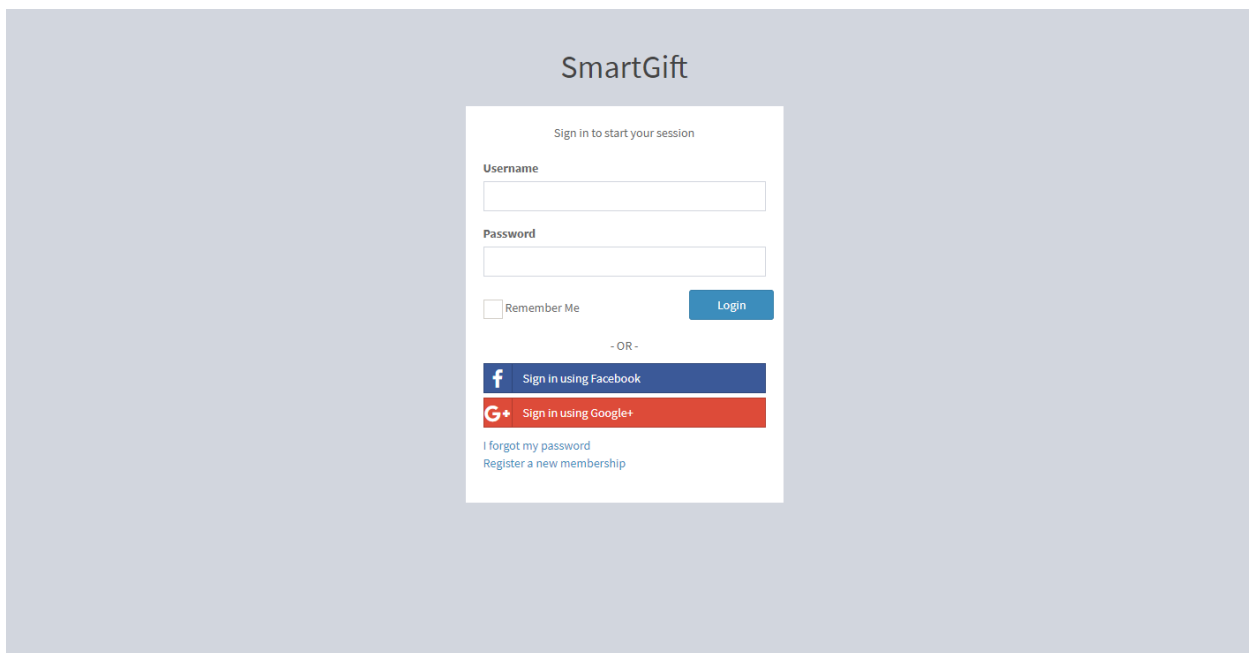 SmartGift
Sign in to start your session
Username
Password
Remember Me
Login
- OR -
Sign in using Facebook
G+ Sign in using Google+
I forgot my password
Register a new membership